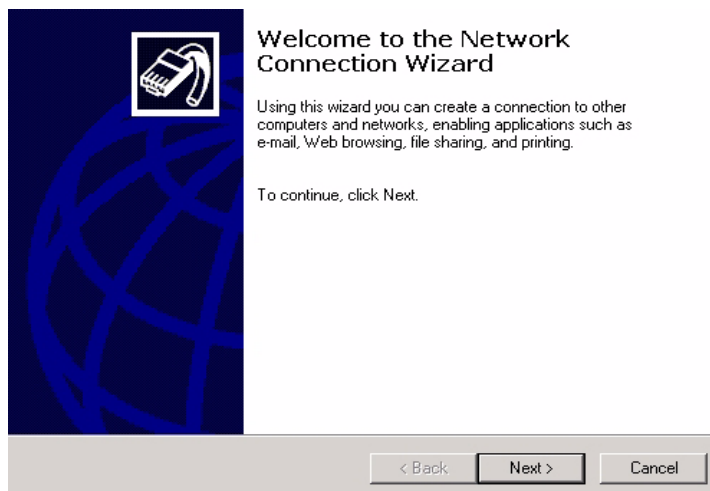 Welcome to the Network
Connection Wizard
Using this wizard you can create a connection to other
computers and networks, enabling applications such as
e-mail, Web browsing, file sharing, and printing.
To continue, click Next.
< Back
Next >
Cancel